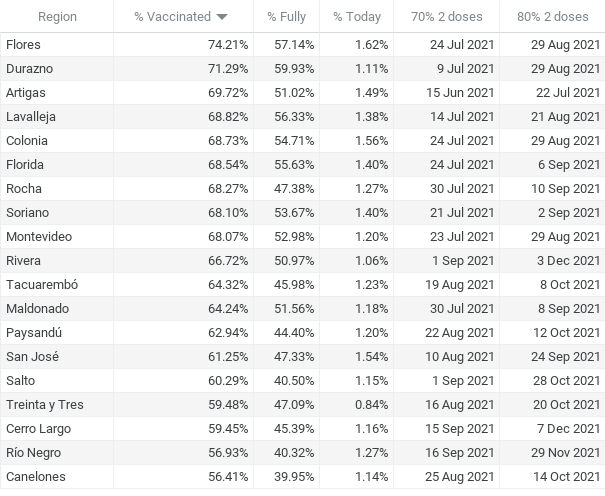 Region % Vaccinated % Fully % Today 70% 2 doses 80% 2 doses
Flores 74.21% 57.14% 1.62% 24 Jul 2021 29 Aug 2021
Durazno 71.29% 59.93% 1.11% 9 Jul 2021 29 Aug 2021
Artigas 69.72% 51.02% 1.49% 15 Jun 2021 22 Jul 2021
Lavalleja 68.82% 56.33% 1.38% 14 Jul 2021 21 Aug 2021
Colonia 68.73% 54.71% 1.56% 24 Jul 2021 29 Aug 2021
Florida 68.54% 55.63% 1.40% 24 Jul 2021 6 Sep 2021
Rocha 68.27% 47.38% 1.27% 30 Jul 2021 10 Sep 2021
Soriano 68.10% 53.67% 1.40% 21 Jul 2021 2 Sep 2021
Montevideo 68.07% 52.98% 1.20% 23 Jul 2021 29 Aug 2021
Rivera 66.72% 50.97% 1.06% 1 Sep 2021 3 Dec 2021
Tacuarembó 64.32% 45.98% 1.23% 19 Aug 2021 8 Oct 2021
Maldonado 64.24% 51.56% 1.18% 30 Jul 2021 8 Sep 2021
Paysandú 62.94% 44.40% 1.20% 22 Aug 2021 12 Oct 2021
San José 61.25% 47.33% 1.54% 10 Aug 2021 24 Sep 2021
Salto 60.29% 40.50% 1.15% 1 Sep 2021 28 Oct 2021
Treinta y Tres 59.48% 47.09% 0.84% 16 Aug 2021 20 Oct 2021
Cerro Largo 59.45% 45.39% 1.16% 15 Sep 2021 7 Dec 2021
Río Negro 56.93% 40.32% 1.27% 16 Sep 2021 29 Nov 2021
Canelones 56.41% 39.95% 1.14% 25 Aug 2021 14 Oct 2021